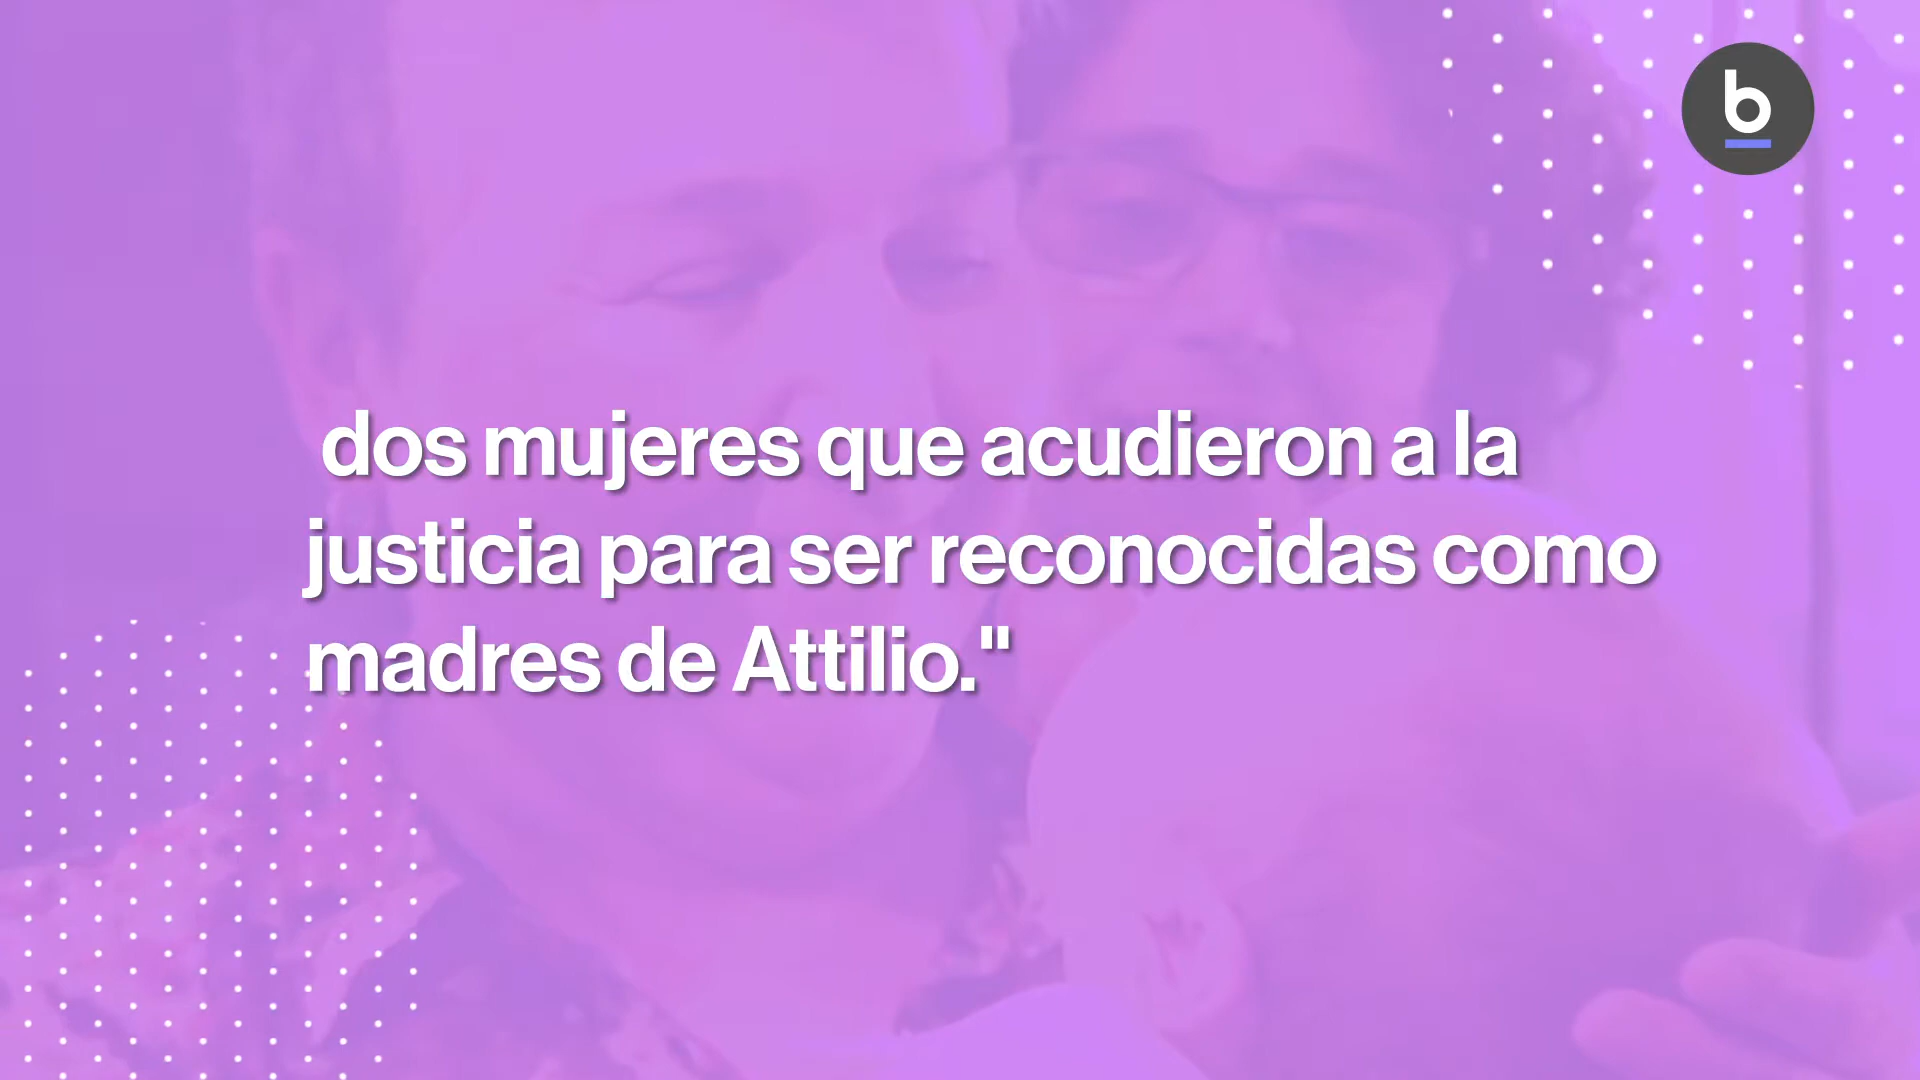 b
dos mujeres que acudieron a la
justicia para ser reconocidas como
madres de Attilio."